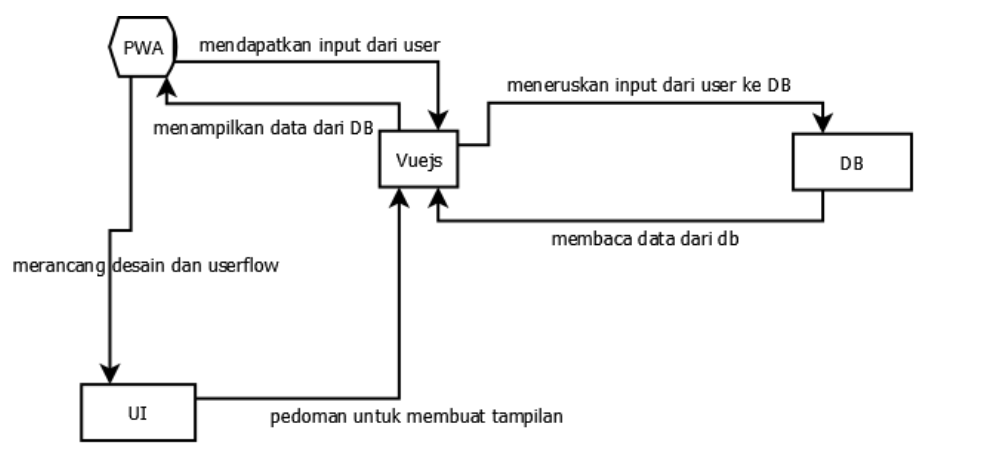 PWA
mendapatkan input dari user
meneruskan input dari user ke DB
menampilkan data dari DB
Vuejs
DB
membaca data dari db
merancang desain dan userflow
UI
pedoman untuk membuat tampilan